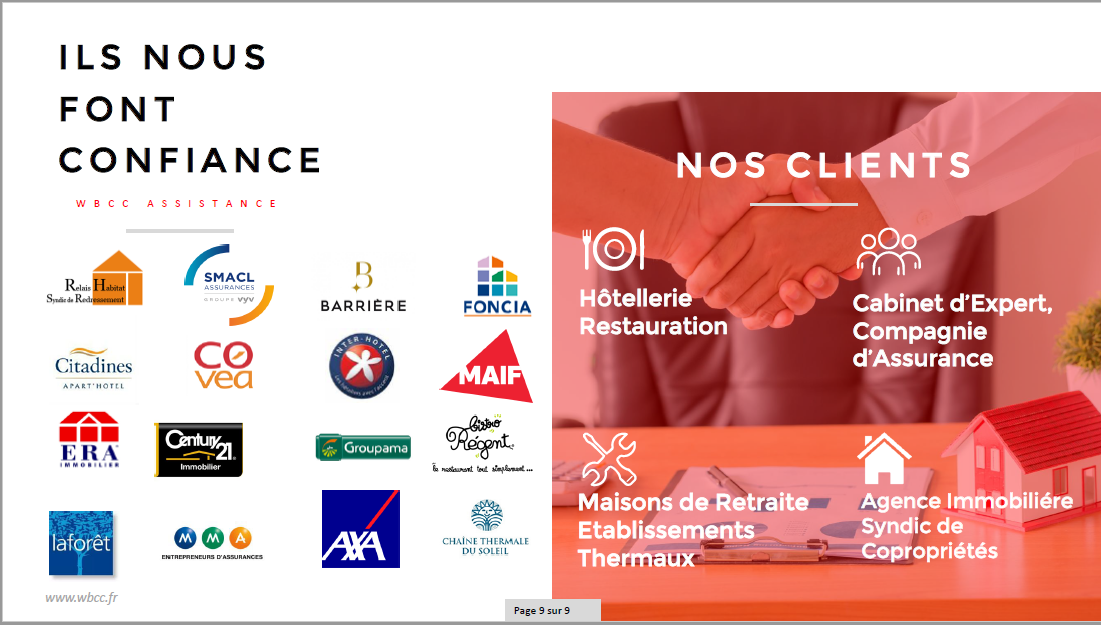 ILS NOUS
FONT
CONFIANCE
WBCC ASSISTANCE
Relais Habitat
Syndic de Redressement
SMACL
ASSURANCES
GROUPE vyv
B
BARRIÈRE
FONCIA
Citadines
APART'HOTEL
COvea
INTER-HOTEL
MAIF
ERA
IMMOBILIER
Century 21
Immobilier
Groupama
Bistro
Régent
le restaurant tout simplement...
laforêt
MMA
ENTREPRENEURS D'ASSURANCES
AXA
CHAÎNE THERMALE
DU SOLEIL
www.wbcc.fr
NOS CLIENTS
Hôtellerie
Restauration
Cabinet d'Expert,
Compagnie
d'Assurance
Maisons de Retraite
Etablissements
Thermaux
Agence Immobiliére
Syndic de
Copropriétés
Page 9 sur 9